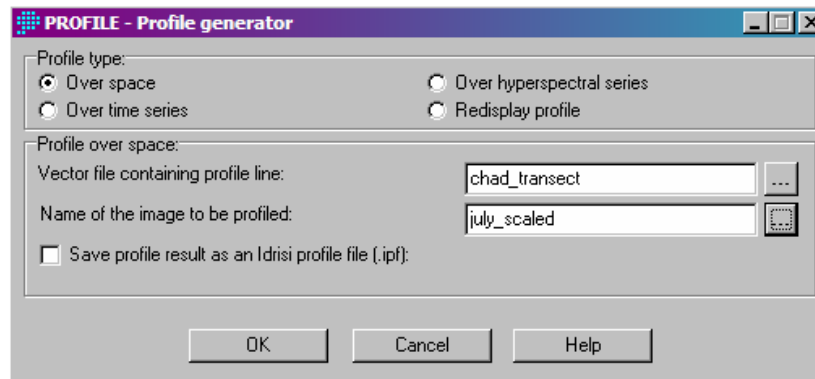 PROFILE - Profile generator
Profile type:
Over space
Over hyperspectral series
Over time series
Redisplay profile
Profile over space:
Vector file containing profile line:
chad_transect
...
Name of the image to be profiled:
july_scaled
...
Save profile result as an Idrisi profile file (.ipf):
OK
Cancel
Help